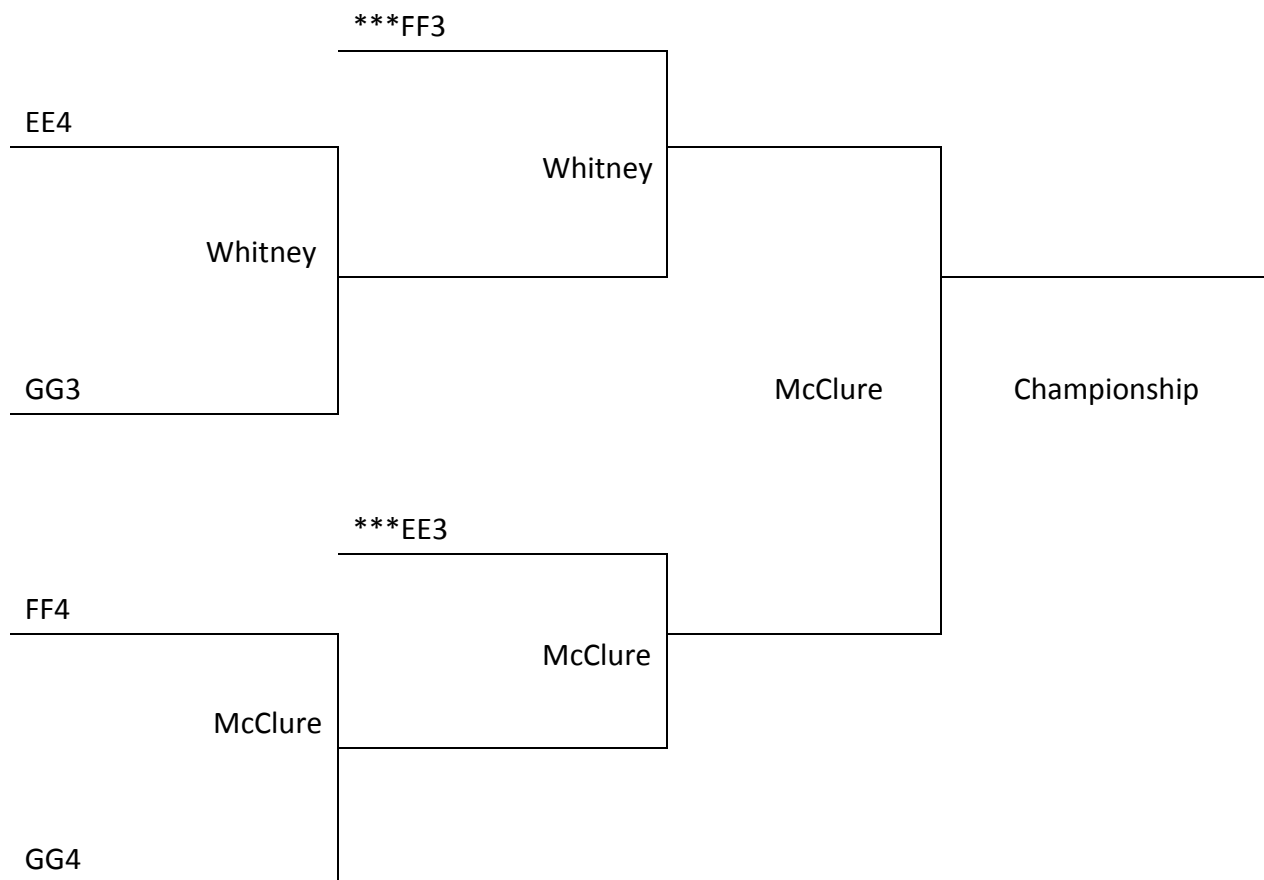 ***FF3
EE4
Whitney
Whitney
GG3
McClure
Championship
***EE3
FF4
McClure
McClure
GG4